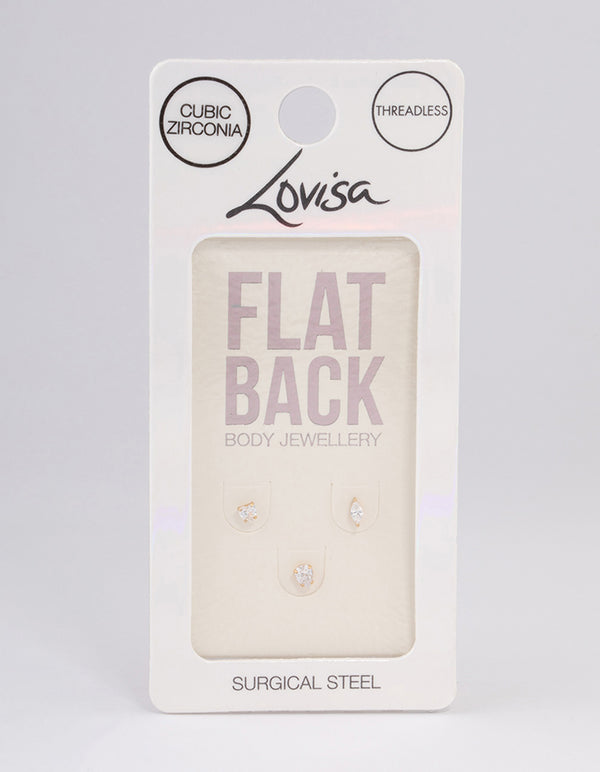 CUBIC
ZIRCONIA
THREADLESS
Lovisa
FLAT
BACK
BODY JEWELLERY
SURGICAL STEEL